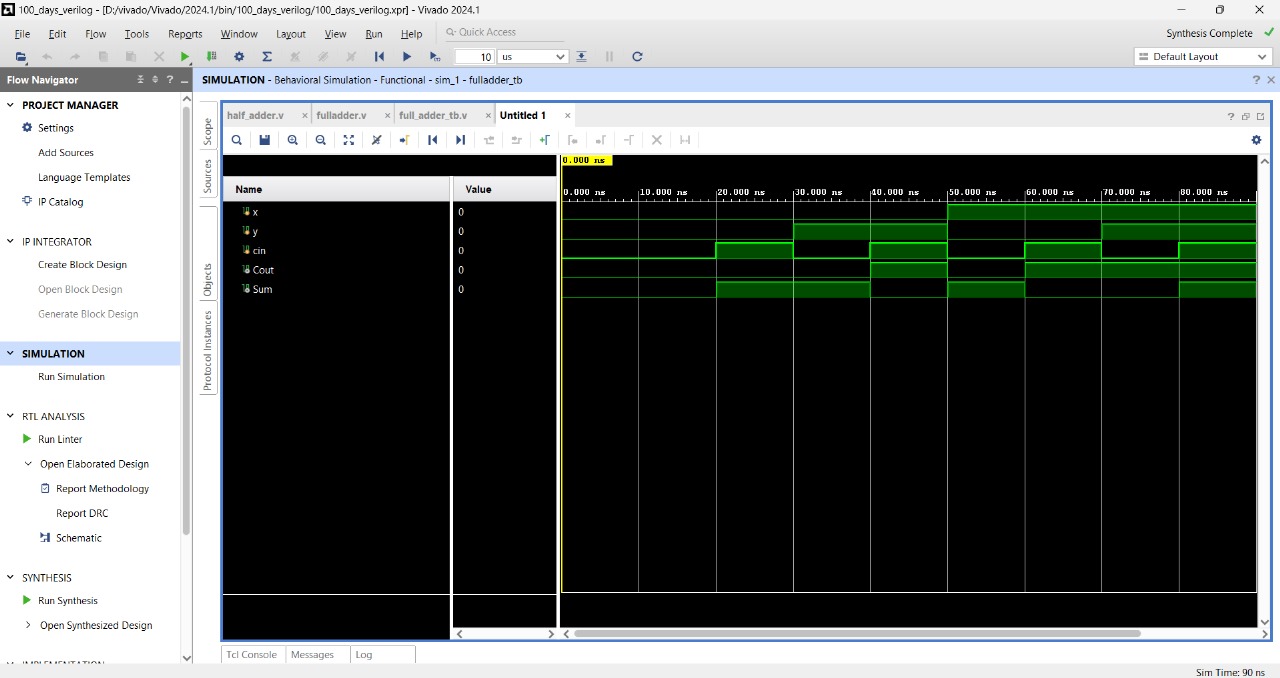 100_days_verilog - [D:/vivado/Vivado/2024.1/bin/100_days_verilog/100_days_verilog.xpr] - Vivado 2024.1
File Edit Flow Tools Reports Window Layout View Run Help Quick Access
Synthesis Complete
10 us
Default Layout
Flow Navigator
SIMULATION - Behavioral Simulation - Functional - sim_1 - fulladder_tb
PROJECT MANAGER
Settings
Add Sources
Language Templates
IP Catalog
IP INTEGRATOR
Create Block Design
Open Block Design
Generate Block Design
SIMULATION
Run Simulation
RTL ANALYSIS
Run Linter
Open Elaborated Design
Report Methodology
Report DRC
Schematic
SYNTHESIS
Run Synthesis
Open Synthesized Design
IMPLEMENTATION
Scope
Sources
Objects
Protocol Instances
half_adder.v fulladder.v full_adder_tb.v Untitled 1
Name Value
x 0
y 0
cin 0
Cout 0
Sum 0
0.000 ns
0.000 ns 10.000 ns 20.000 ns 30.000 ns 40.000 ns 50.000 ns 60.000 ns 70.000 ns 80.000 ns
Tcl Console Messages Log
Sim Time: 90 ns